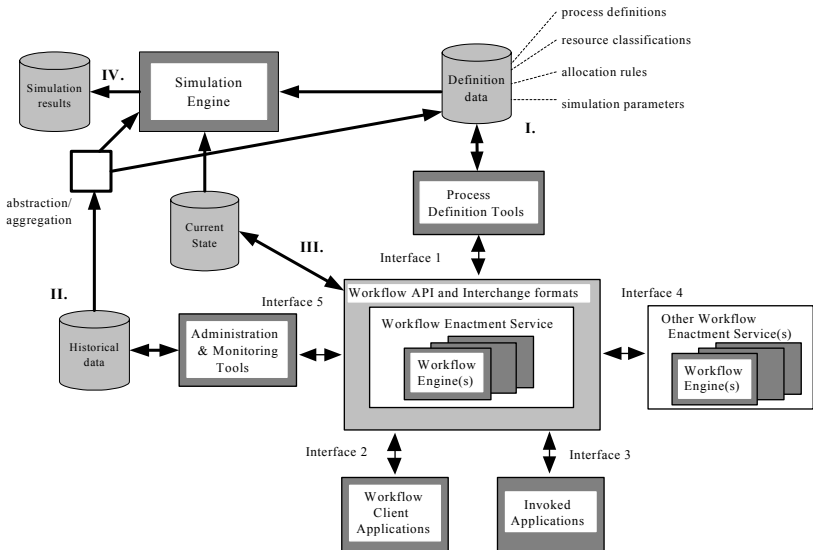 process definitions
resource classifications
allocation rules
simulation parameters
IV.
Simulation
results
Simulation
Engine
Definition
data
I.
abstraction/
aggregation
Process
Definition Tools
Current
State
III.
Interface 1
II.
Interface 5
Workflow API and Interchange formats
Interface 4
Historical
data
Administration
& Monitoring
Tools
Workflow Enactment Service
Workflow
Engine(s)
Other Workflow
Enactment Service(s)
Workflow
Engine(s)
Interface 2
Interface 3
Workflow
Client
Applications
Invoked
Applications